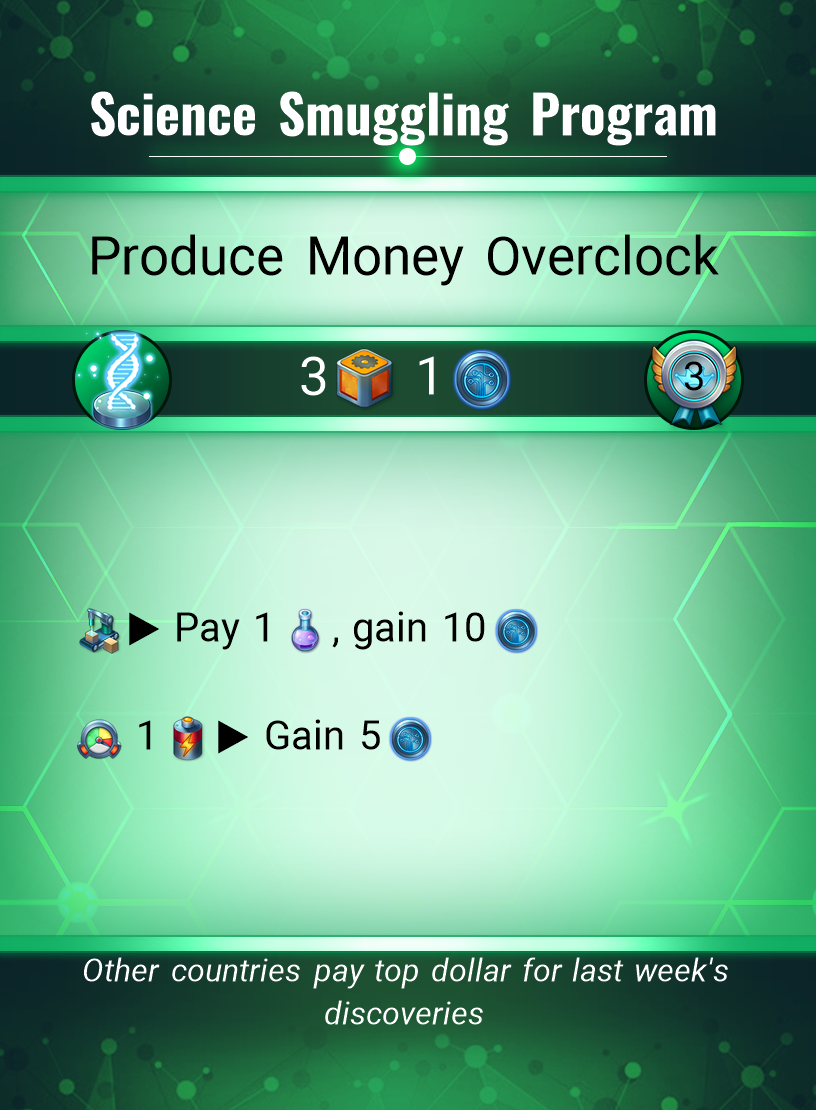 Science Smuggling Program
Produce Money Overclock
3 1 3
Pay 1 , gain 10
1 Gain 5
Other countries pay top dollar for last week's
discoveries